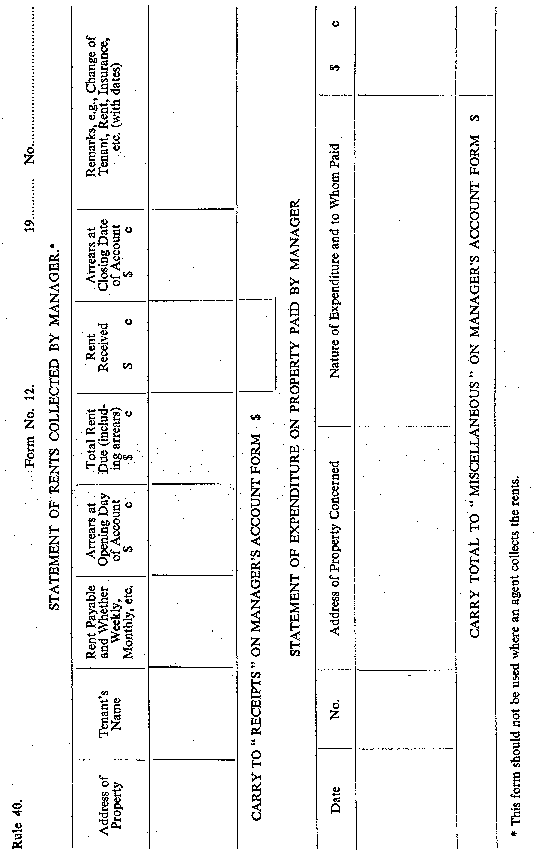 Rule 40.
Form No. 12.
19.......... No..............................
STATEMENT OF RENTS COLLECTED BY MANAGER.*
Address of
Property
Tenant's
Name
Rent Payable
and Whether
Weekly,
Monthly, etc.
Arrears at
Opening Day
of Account
$ c
Total Rent
Due (includ-
ing arrears)
$ c
Rent
Received
$ c
Arrears at
Closing Date
of Account
$ c
Remarks, e.g., Change of
Tenant, Rent, Insurance,
etc. (with dates)
CARRY TO "RECEIPTS" ON MANAGER'S ACCOUNT FORM $
STATEMENT OF EXPENDITURE ON PROPERTY PAID BY MANAGER
Date
No.
Address of Property Concerned
Nature of Expenditure and to Whom Paid
$ c
CARRY TOTAL TO "MISCELLANEOUS" ON MANAGER'S ACCOUNT FORM $
* This form should not be used where an agent collects the rents.